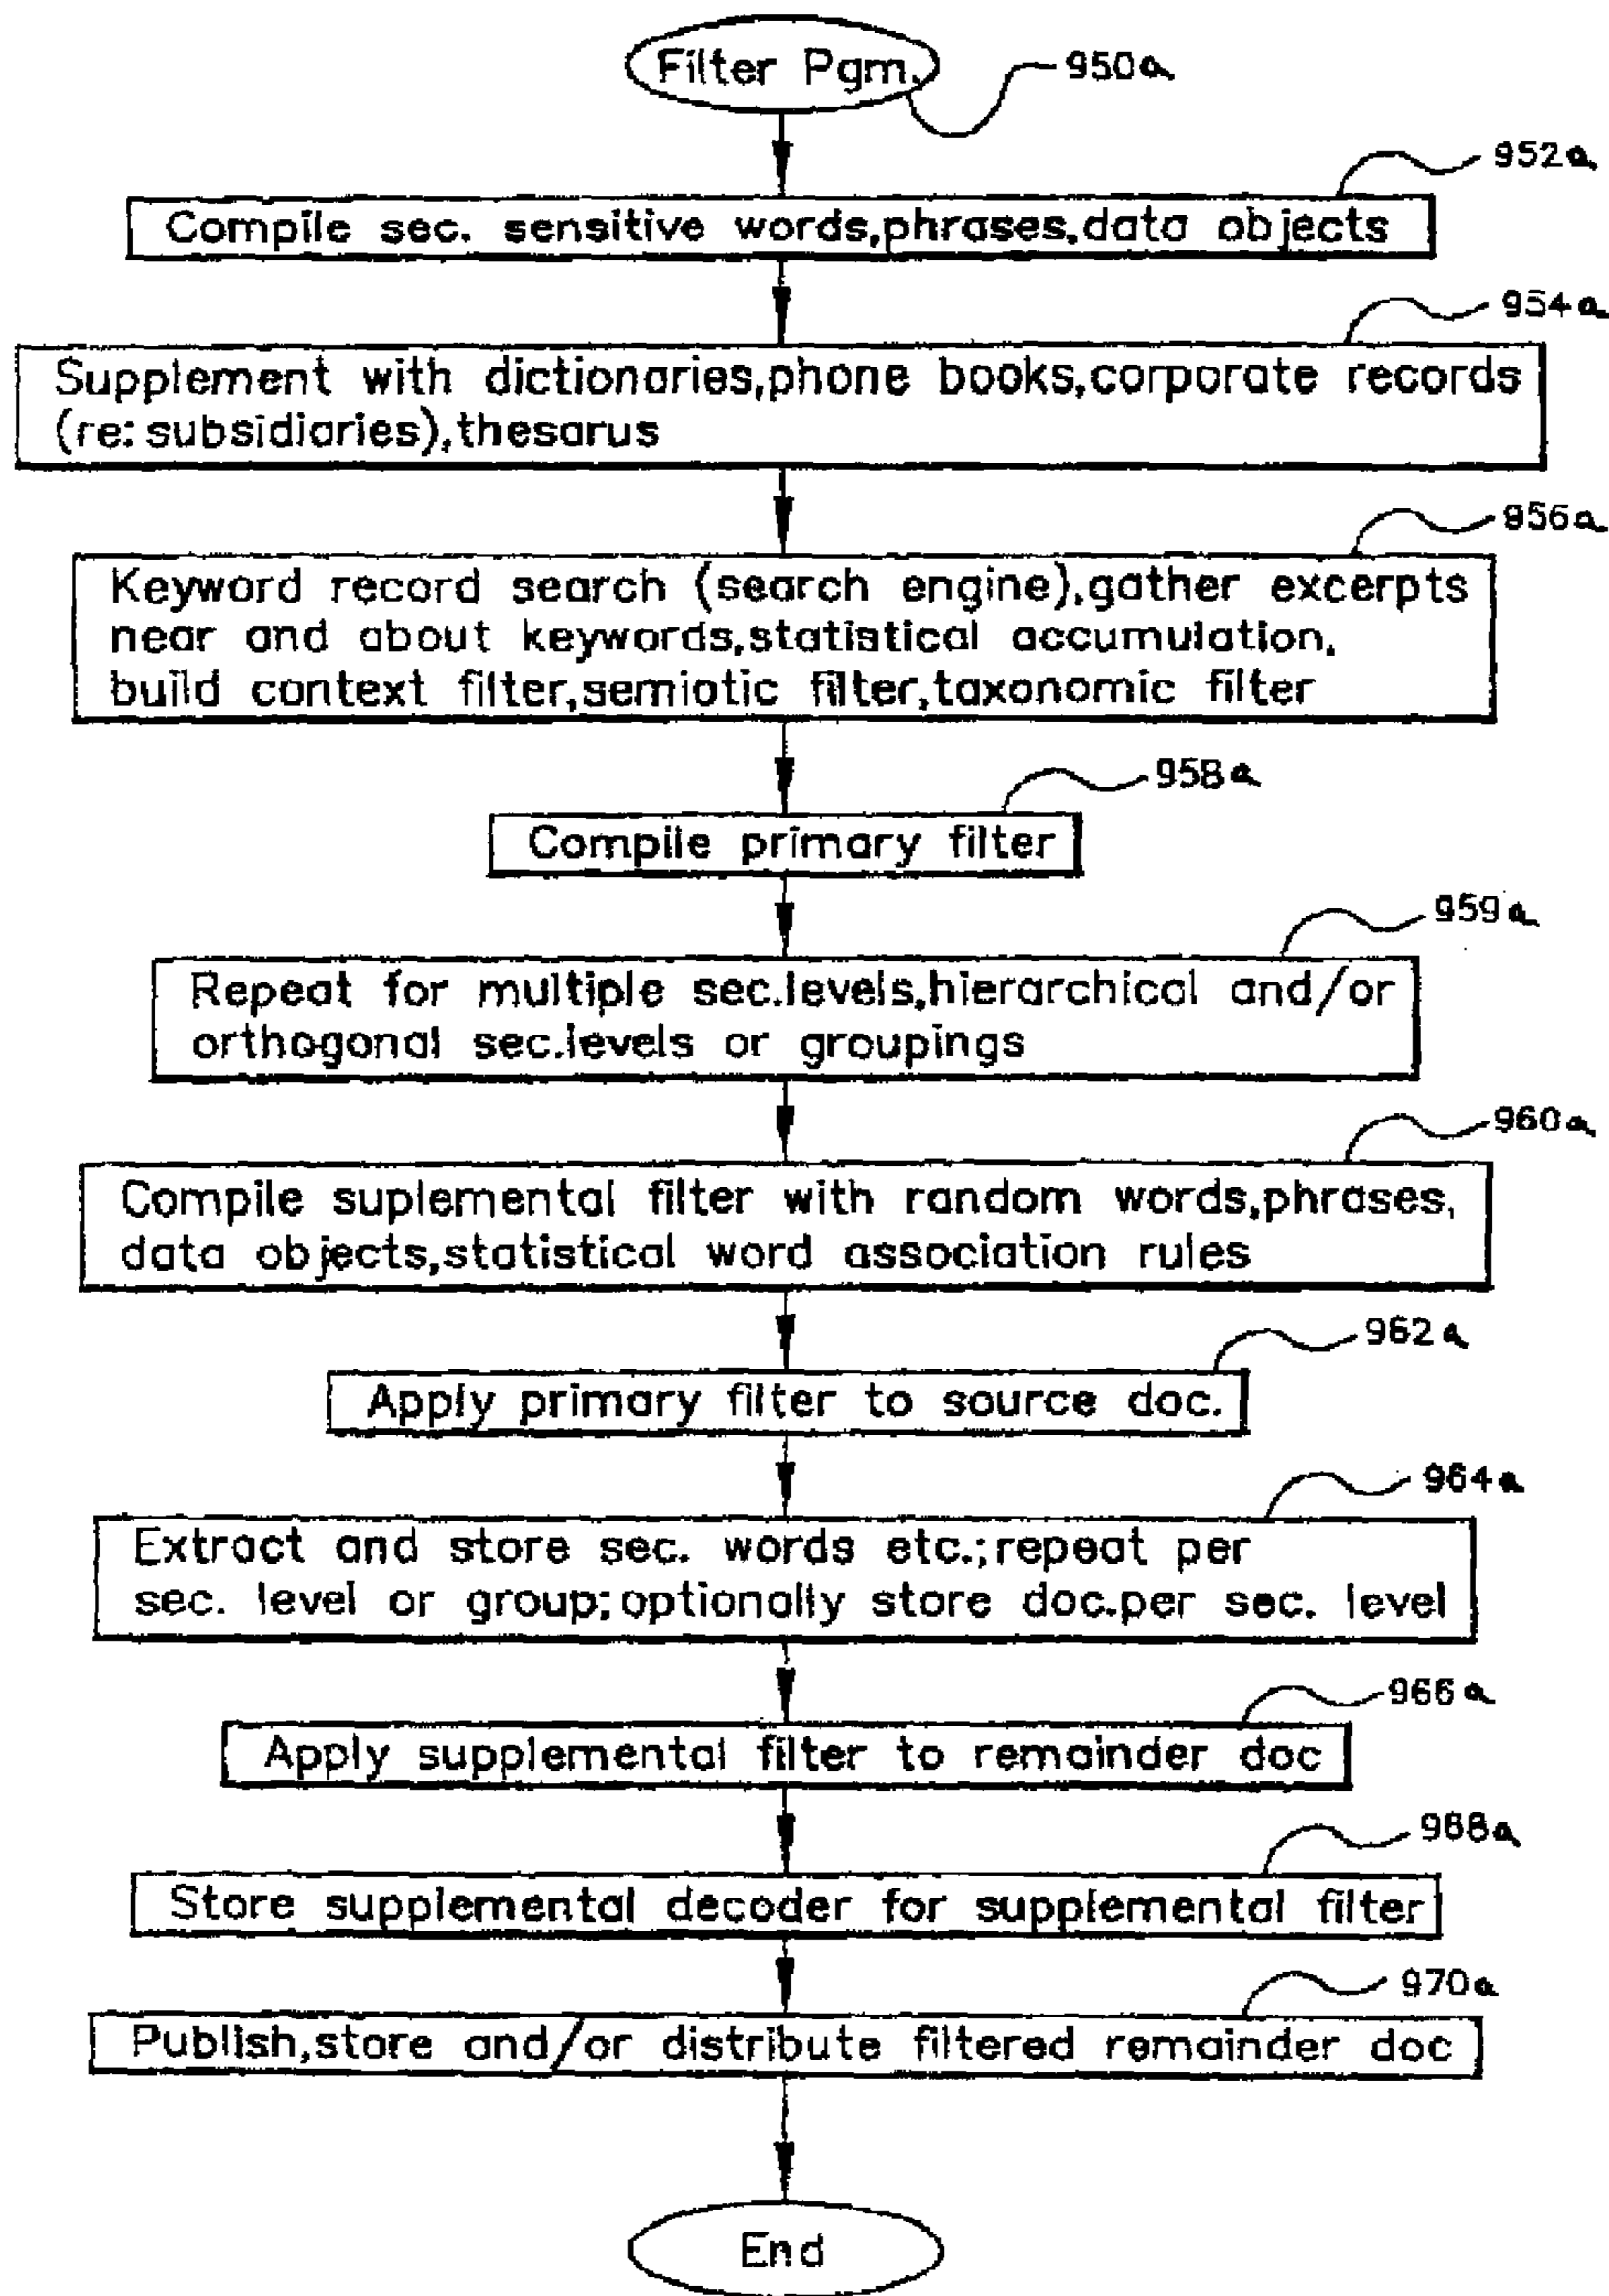 Filter Pgm.
950a
952a
Compile sec. sensitive words,phrases,data objects
954a
Supplement with dictionaries,phone books,corporate records
(re: subsidiaries),thesarus
956a
Keyword record search (search engine),gather excerpts
near and about keywords,statistical accumulation,
build context filter,semiotic filter,taxonomic filter
958a
Compile primary filter
959a
Repeat for multiple sec.levels,hierarchical and/or
orthogonal sec.levels or groupings
960a
Compile suplemental filter with random words,phrases,
data objects,statistical word association rules
962a
Apply primary filter to source doc.
964a
Extract and store sec. words etc.;repeat per
sec. level or group;optionally store doc.per sec. level
966a
Apply supplemental filter to remainder doc
968a
Store supplemental decoder for supplemental filter
970a
Publish,store and/or distribute filtered remainder doc
End